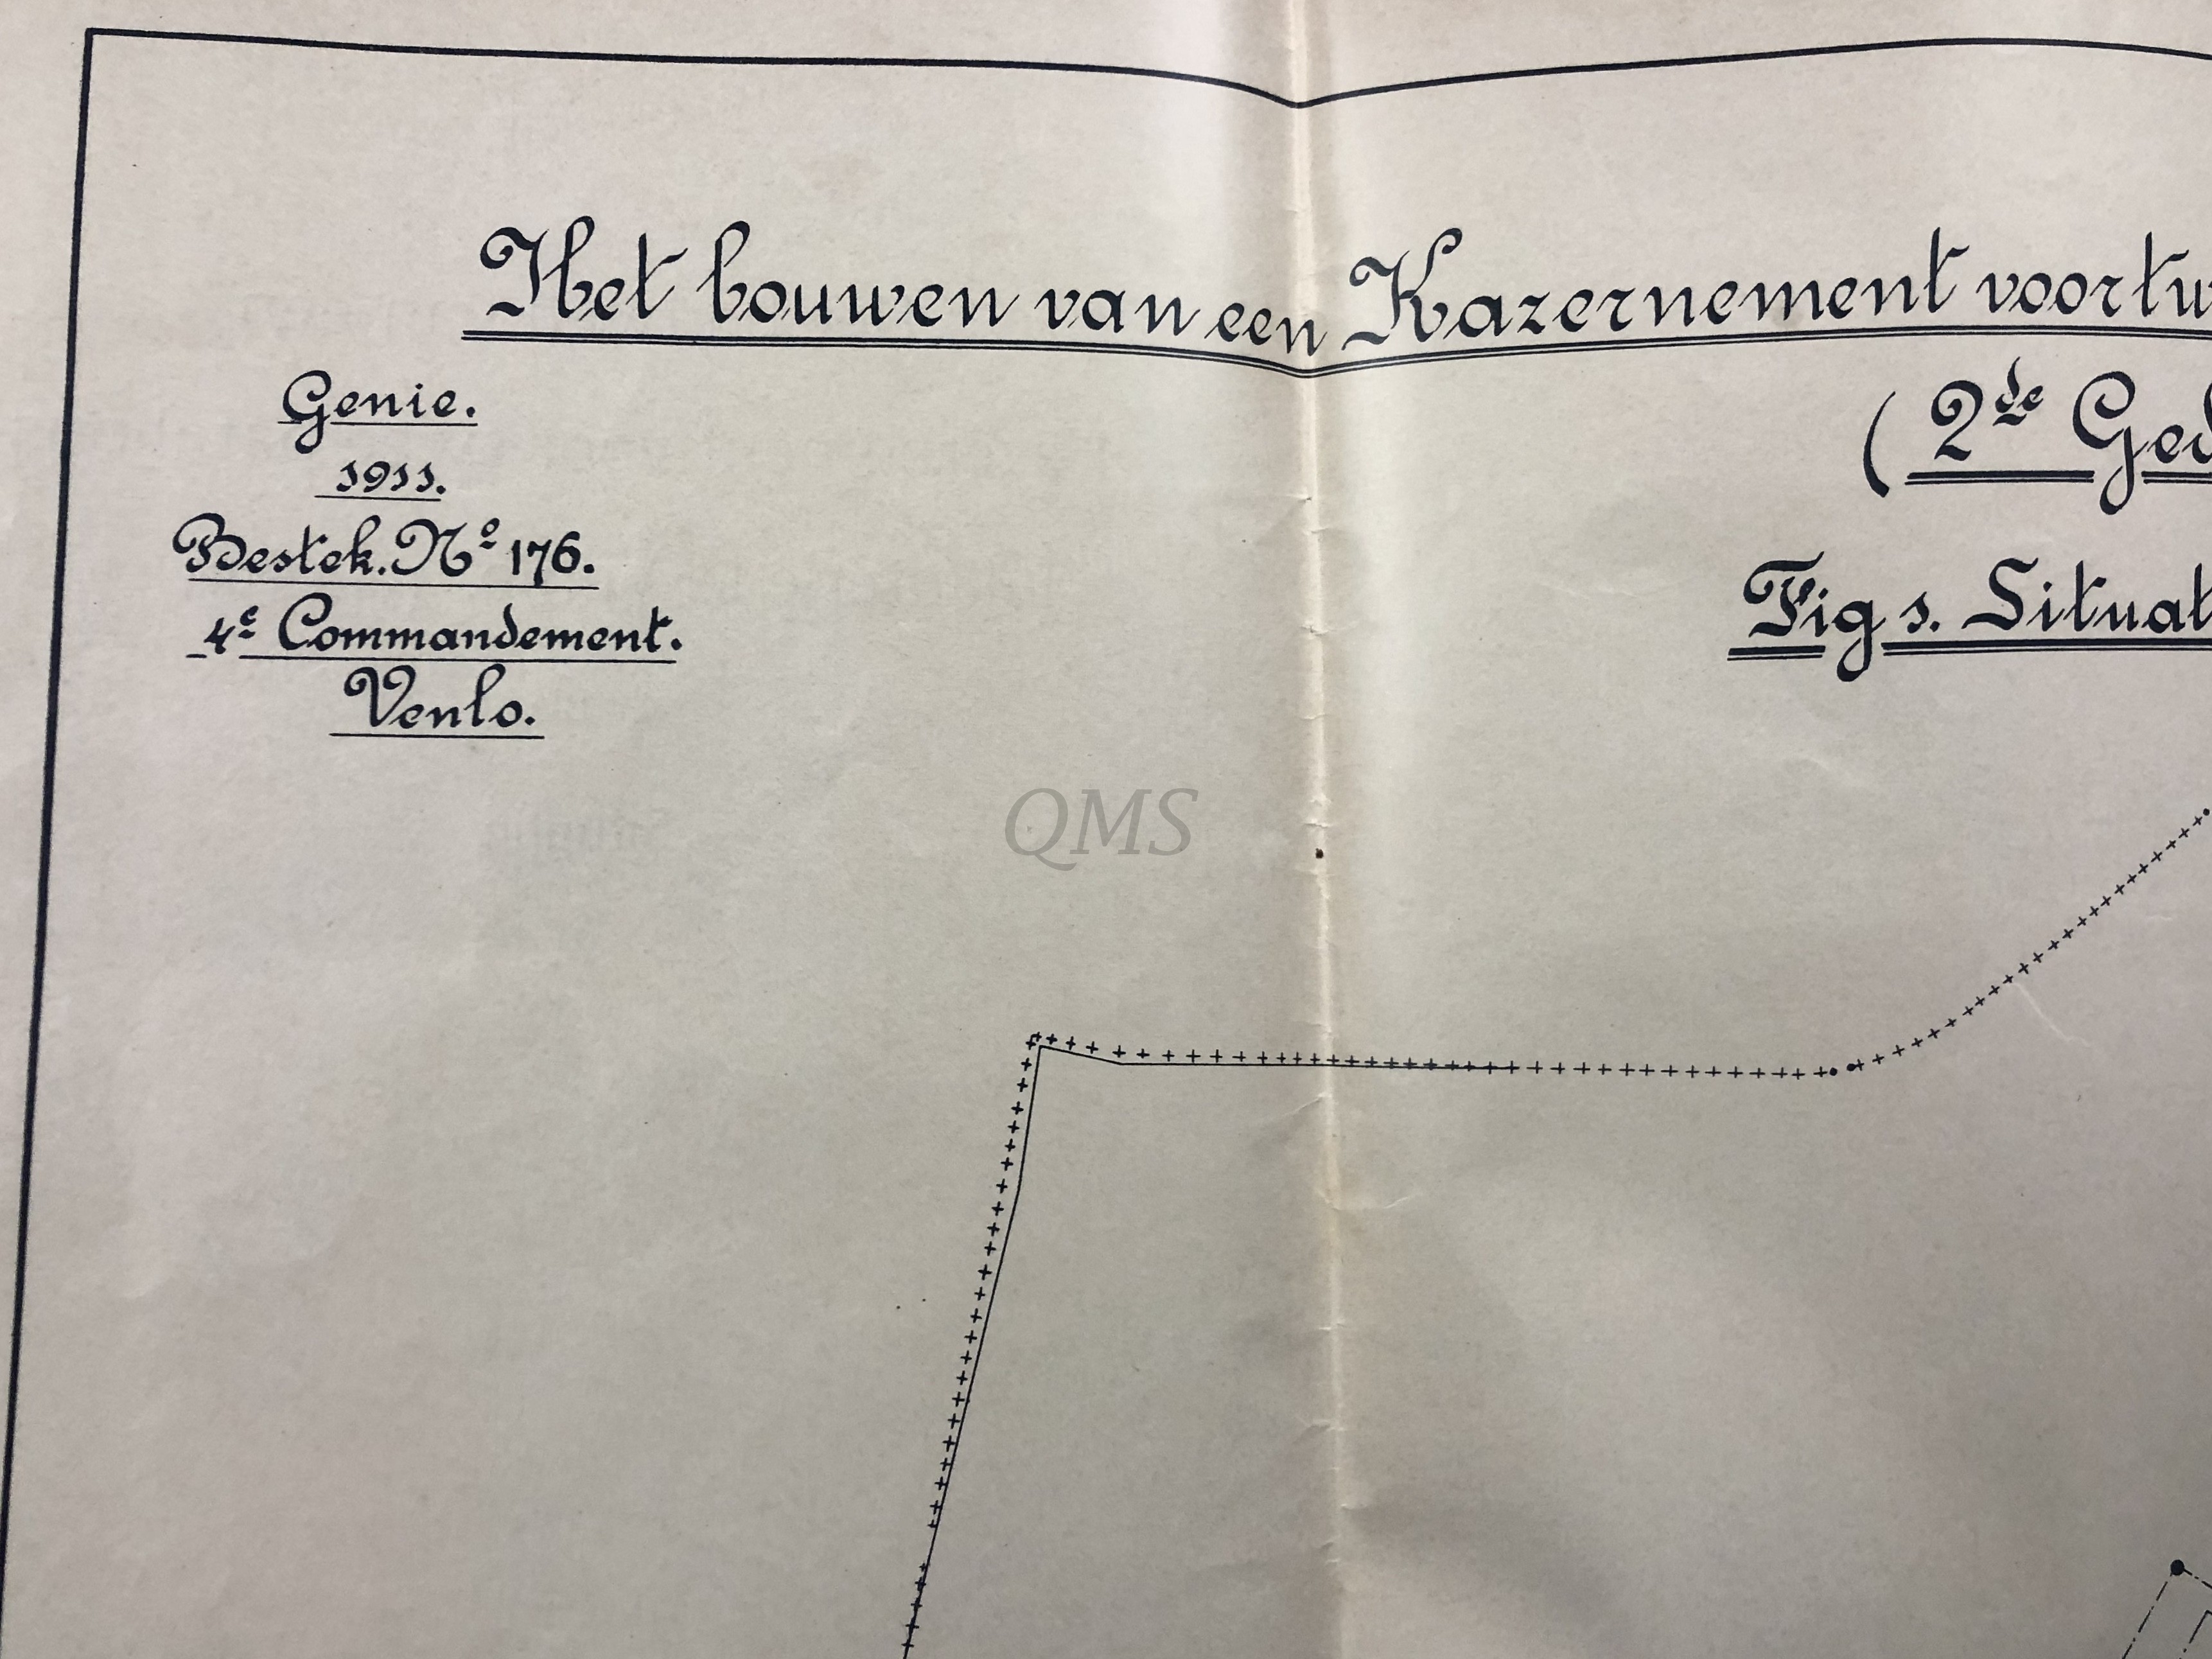 Het bouwen van een Kazernement voor tw
Genie.
1911.
Bestek. Nº 176.
4e Commandement.
Venlo.
( 2de Ged
Fig 1. Situat
QMS